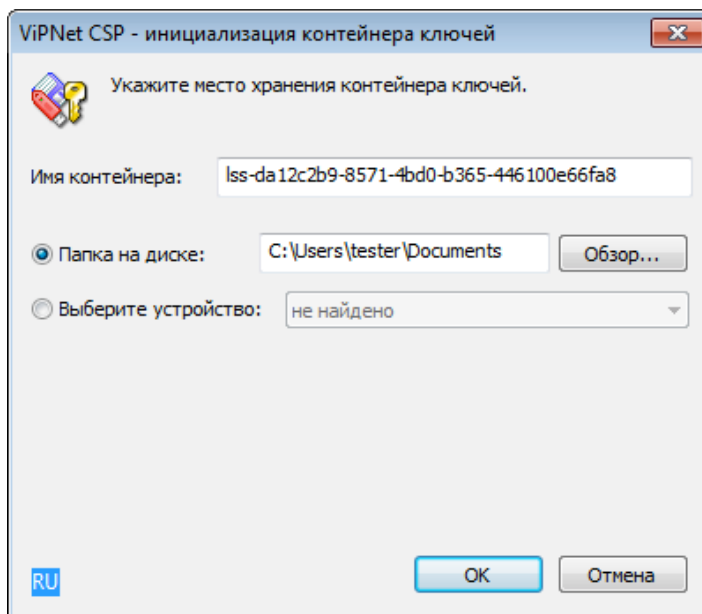 ViPNet CSP - инициализация контейнера ключей
Укажите место хранения контейнера ключей.
Имя контейнера: lss-da12c2b9-8571-4bd0-b365-446100e66fa8
Папка на диске: C:\Users\tester\Documents Обзор...
Выберите устройство: не найдено
RU OK Отмена